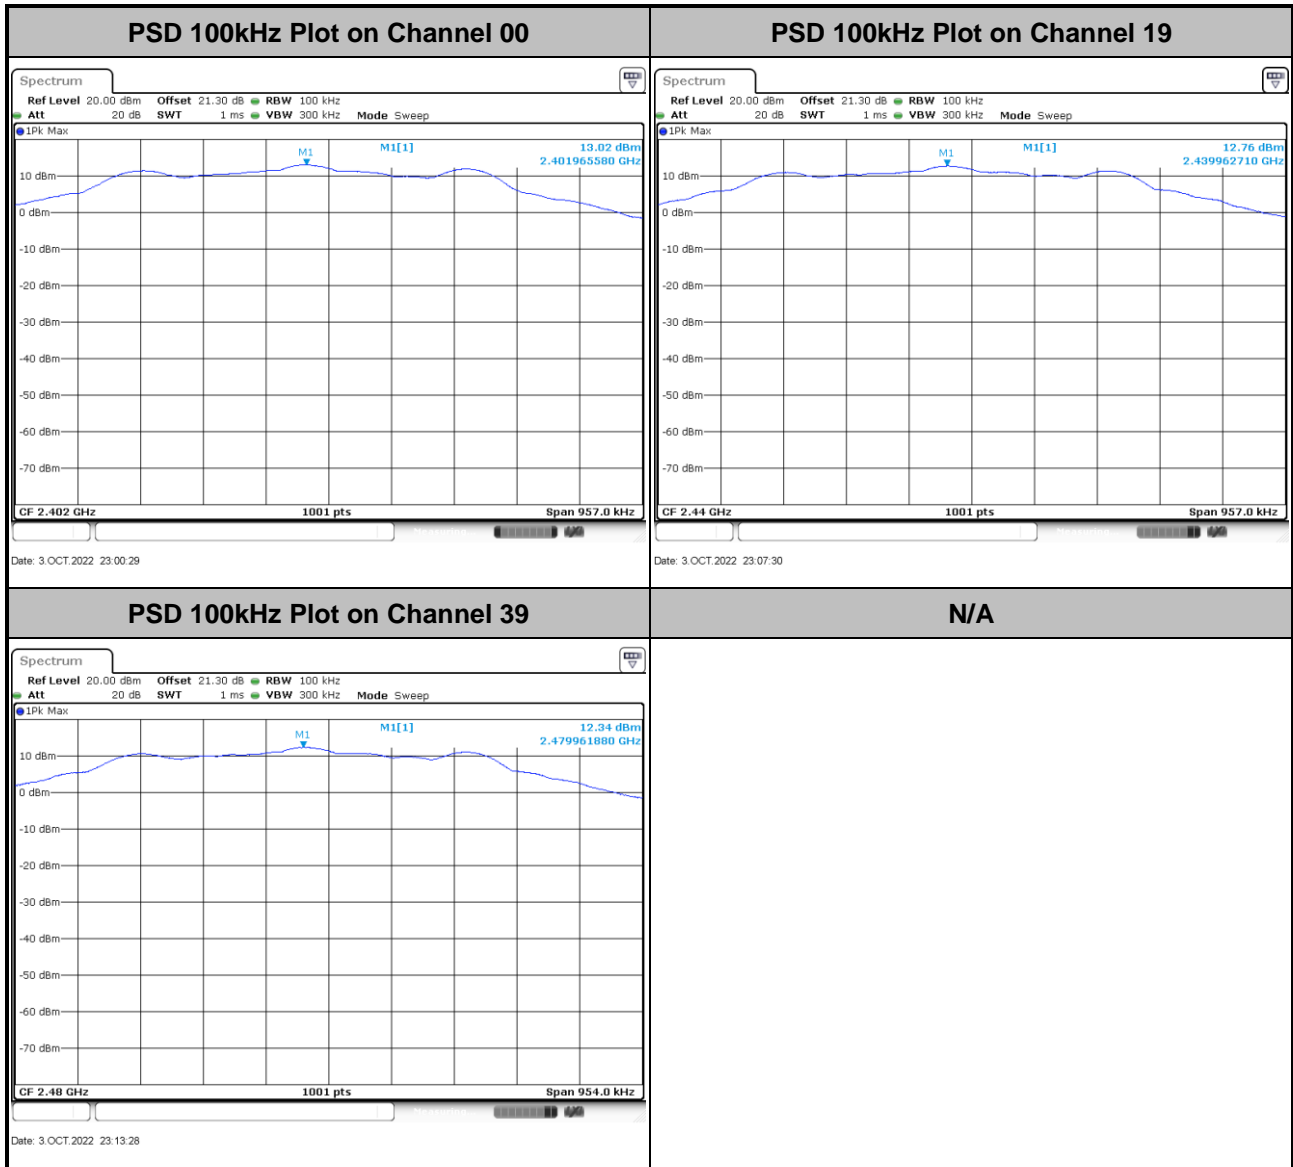 PSD 100kHz Plot on Channel 00
Spectrum
Ref Level 20.00 dBm Offset 21.30 dB RBW 100 kHz
Att 20 dB SWT 1 ms VBW 300 kHz Mode Sweep
1Pk Max
M1[1] 13.02 dBm
2.401965580 GHz
M1
10 dBm
0 dBm
-10 dBm
-20 dBm
-30 dBm
-40 dBm
-50 dBm
-60 dBm
-70 dBm
CF 2.402 GHz 1001 pts Span 957.0 kHz
Measuring...
Date: 3.OCT.2022 23:00:29
PSD 100kHz Plot on Channel 19
Spectrum
Ref Level 20.00 dBm Offset 21.30 dB RBW 100 kHz
Att 20 dB SWT 1 ms VBW 300 kHz Mode Sweep
1Pk Max
M1[1] 12.76 dBm
2.439962710 GHz
M1
10 dBm
0 dBm
-10 dBm
-20 dBm
-30 dBm
-40 dBm
-50 dBm
-60 dBm
-70 dBm
CF 2.44 GHz 1001 pts Span 957.0 kHz
Measuring...
Date: 3.OCT.2022 23:07:30
PSD 100kHz Plot on Channel 39
Spectrum
Ref Level 20.00 dBm Offset 21.30 dB RBW 100 kHz
Att 20 dB SWT 1 ms VBW 300 kHz Mode Sweep
1Pk Max
M1[1] 12.34 dBm
2.479961880 GHz
M1
10 dBm
0 dBm
-10 dBm
-20 dBm
-30 dBm
-40 dBm
-50 dBm
-60 dBm
-70 dBm
CF 2.48 GHz 1001 pts Span 954.0 kHz
Measuring...
Date: 3.OCT.2022 23:13:28
N/A